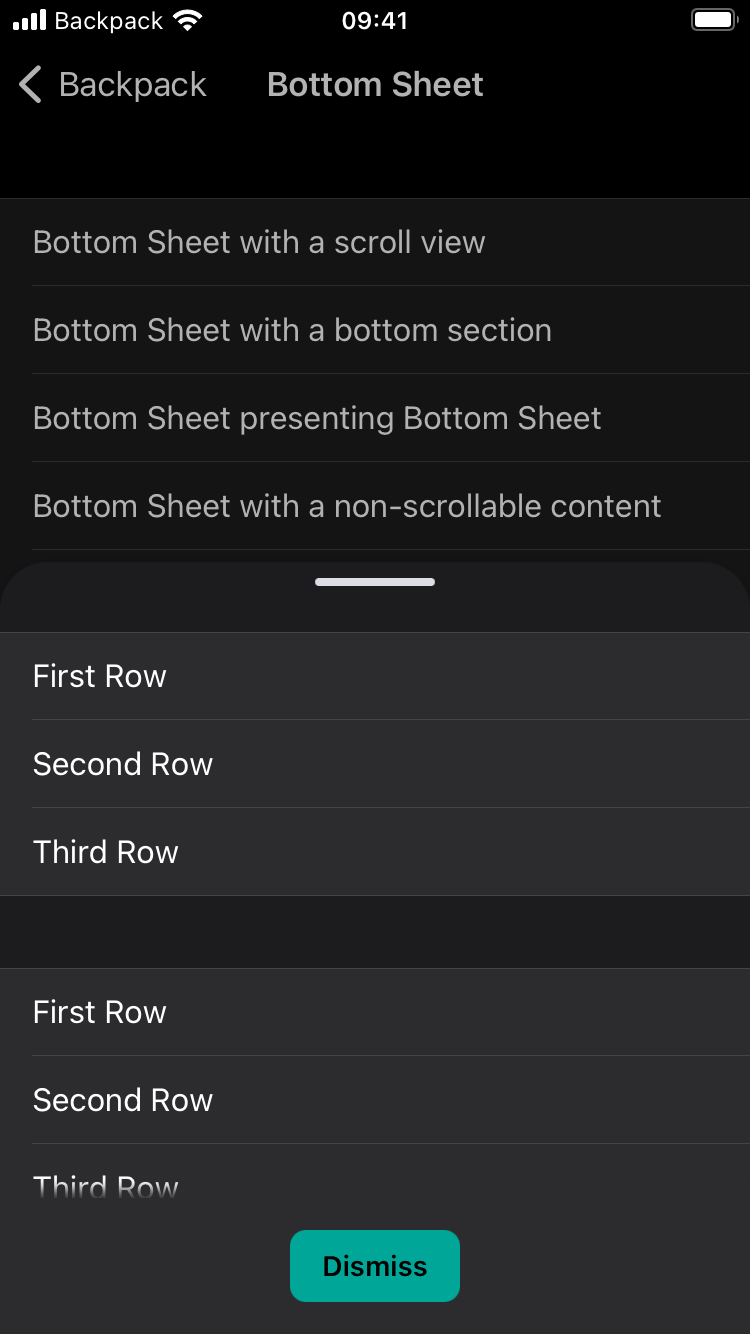 Backpack 09:41
Backpack Bottom Sheet
Bottom Sheet with a scroll view
Bottom Sheet with a bottom section
Bottom Sheet presenting Bottom Sheet
Bottom Sheet with a non-scrollable content
First Row
Second Row
Third Row
First Row
Second Row
Third Row
Dismiss